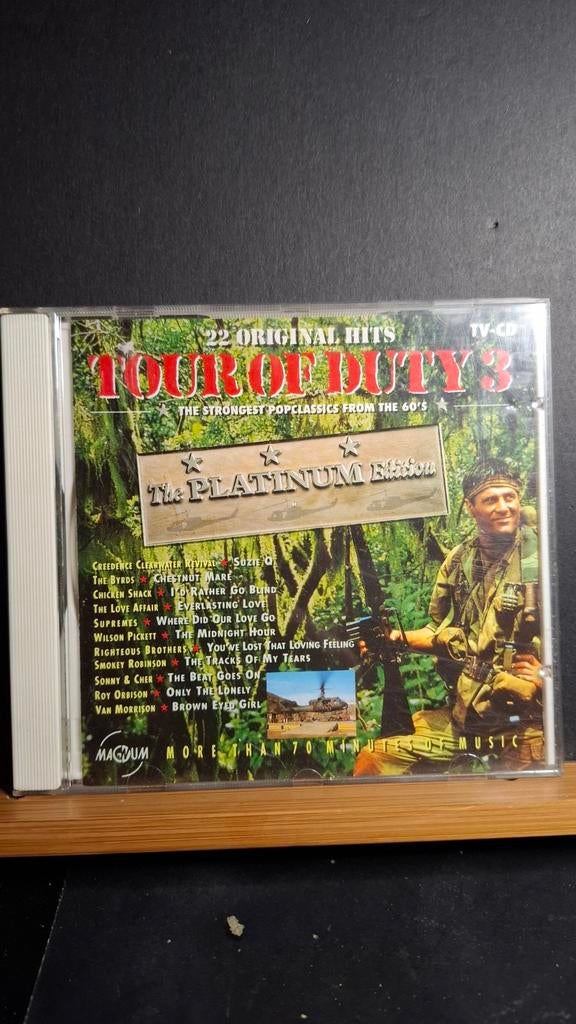 22 ORIGINAL HITS
TV-CD
TOUR OF DUTY 3
★ THE STRONGEST POPCLASSICS FROM THE 60'S ★
The PLATINUM Edition
CREEDENCE CLEARWATER REVIVAL ★ SUZIE Q
THE BYRDS ★ CHESTNUT MARE
CHICKEN SHACK ★ I'D RATHER GO BLIND
THE LOVE AFFAIR ★ EVERLASTING LOVE
SUPREMES ★ WHERE DID OUR LOVE GO
WILSON PICKETT ★ THE MIDNIGHT HOUR
RIGHTEOUS BROTHERS ★ YOU'VE LOST THAT LOVING FEELING
SMOKEY ROBINSON ★ THE TRACKS OF MY TEARS
SONNY & CHER ★ THE BEAT GOES ON
ROY ORBISON ★ ONLY THE LONELY
VAN MORRISON ★ BROWN EYED GIRL
MAGNUM
MORE THAN 70 MINUTES OF MUSIC